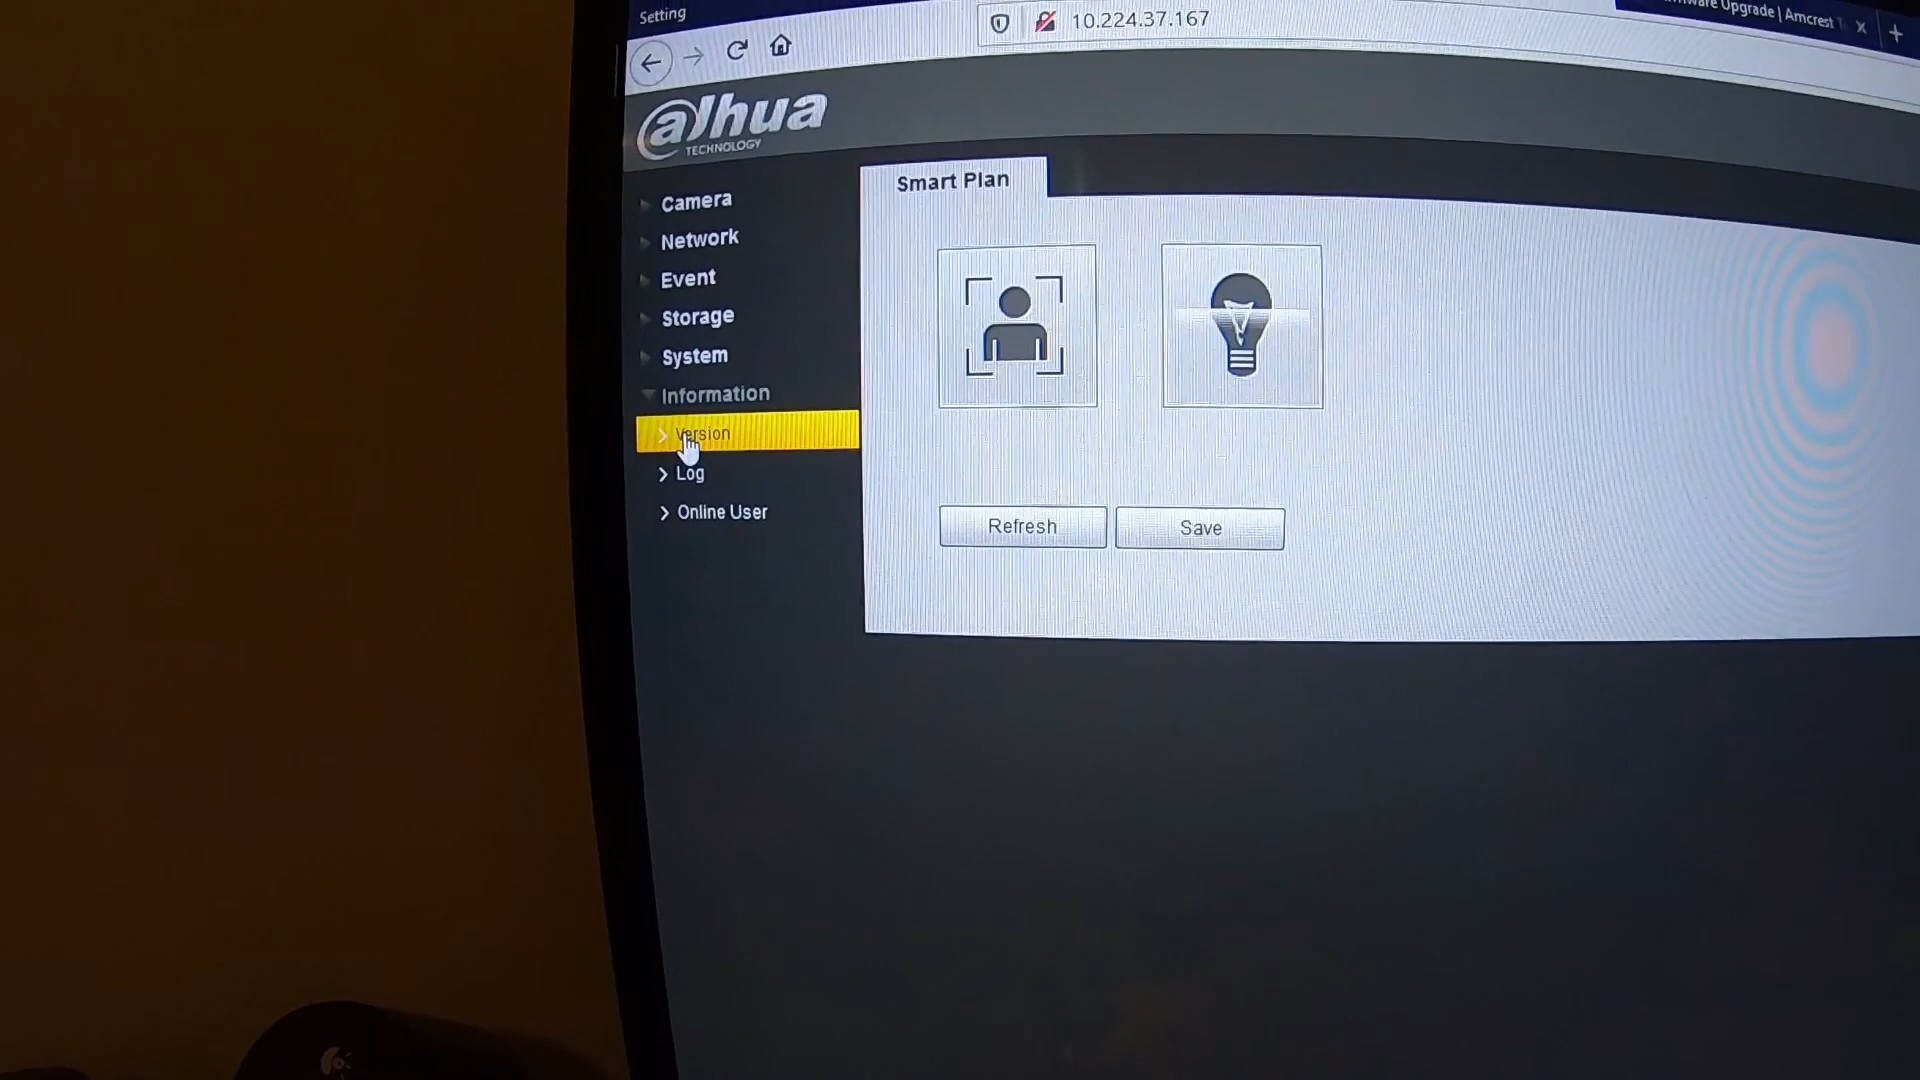 Setting
10.224.37.167
Upgrade | Amcrest
alhua
TECHNOLOGY
Camera
Network
Event
Storage
System
Information
Version
Log
Online User
Smart Plan
Refresh
Save